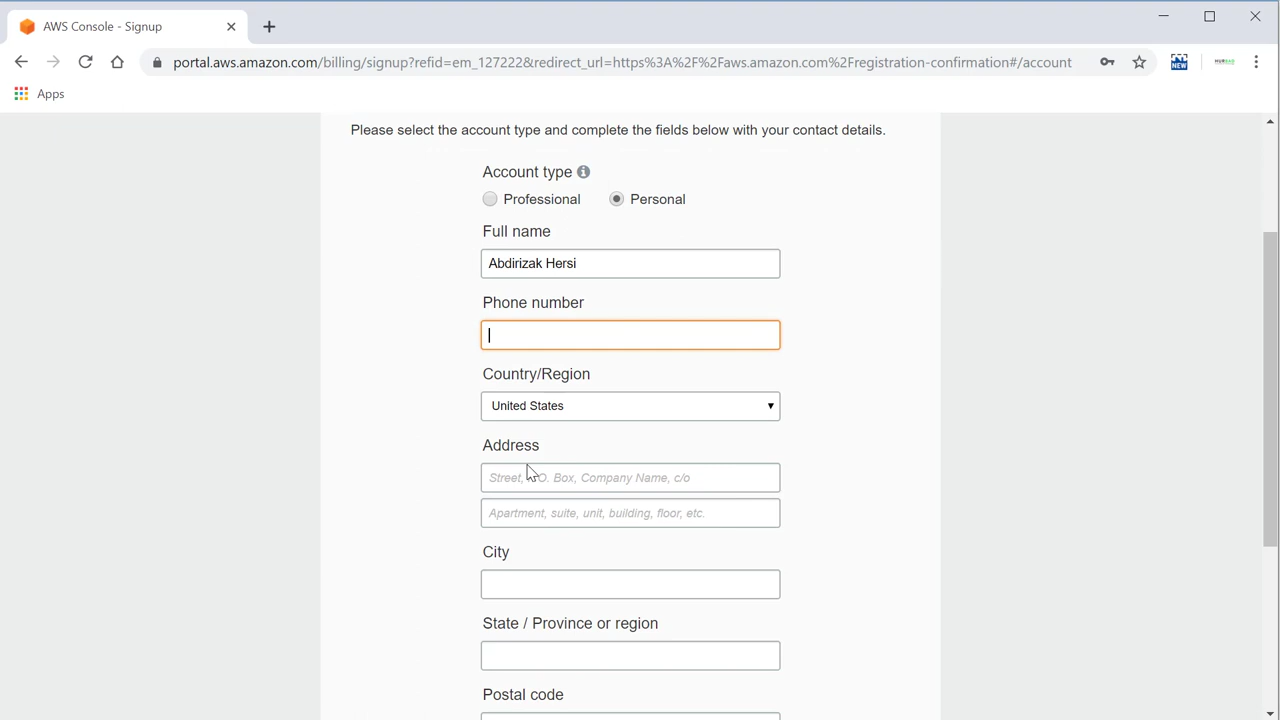 AWS Console - Signup
portal.aws.amazon.com/billing/signup?refid=em_127222&redirect_url=https%3A%2F%2Faws.amazon.com%2Fregistration-confirmation#/account
NEW
Apps
Please select the account type and complete the fields below with your contact details.
Account type
Professional Personal
Full name
Abdirizak Hersi
Phone number
Country/Region
United States
Address
Street, P.O. Box, Company Name, c/o
Apartment, suite, unit, building, floor, etc.
City
State / Province or region
Postal code